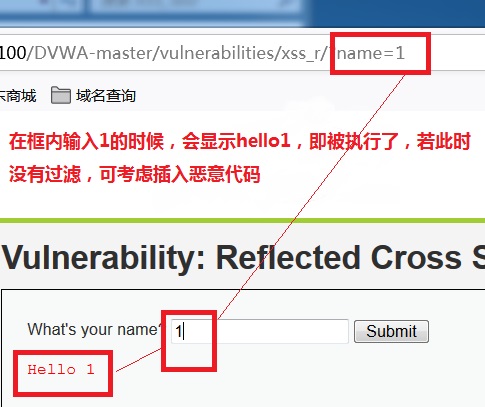 100/DVWA-master/vulnerabilities/xss_r/?name=1
东商城 域名查询
在框内输入1的时候，会显示hello1，即被执行了，若此时
没有过滤，可考虑插入恶意代码
Vulnerability: Reflected Cross S
What's your name? 1 Submit
Hello 1